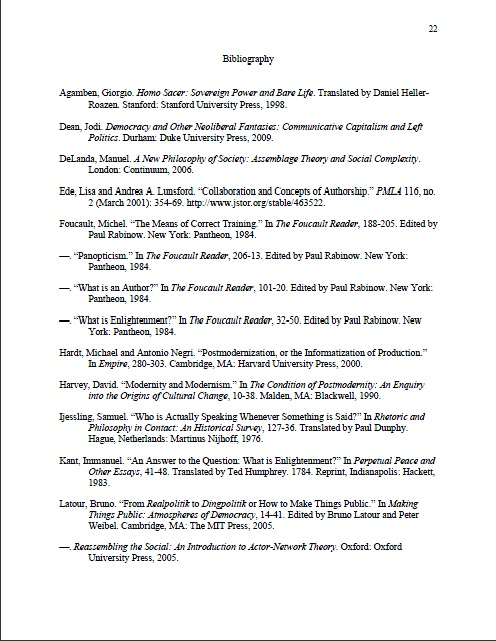 22
Bibliography
Agamben, Giorgio. Homo Sacer: Sovereign Power and Bare Life. Translated by Daniel Heller-
Roazen. Stanford: Stanford University Press, 1998.
Dean, Jodi. Democracy and Other Neoliberal Fantasies: Communicative Capitalism and Left
Politics. Durham: Duke University Press, 2009.
DeLanda, Manuel. A New Philosophy of Society: Assemblage Theory and Social Complexity.
London: Continuum, 2006.
Ede, Lisa and Andrea A. Lunsford. “Collaboration and Concepts of Authorship.” PMLA 116, no.
2 (March 2001): 354-69. http://www.jstor.org/stable/463522.
Foucault, Michel. “The Means of Correct Training.” In The Foucault Reader, 188-205. Edited by
Paul Rabinow. New York: Pantheon, 1984.
—. “Panopticism.” In The Foucault Reader, 206-13. Edited by Paul Rabinow. New York:
Pantheon, 1984.
—. “What is an Author?” In The Foucault Reader, 101-20. Edited by Paul Rabinow. New York:
Pantheon, 1984.
—. “What is Enlightenment?” In The Foucault Reader, 32-50. Edited by Paul Rabinow. New
York: Pantheon, 1984.
Hardt, Michael and Antonio Negri. “Postmodernization, or the Informatization of Production.”
In Empire, 280-303. Cambridge, MA: Harvard University Press, 2000.
Harvey, David. “Modernity and Modernism.” In The Condition of Postmodernity: An Enquiry
into the Origins of Cultural Change, 10-38. Malden, MA: Blackwell, 1990.
Ijessling, Samuel. “Who is Actually Speaking Whenever Something is Said?” In Rhetoric and
Philosophy in Contact: An Historical Survey, 127-36. Translated by Paul Dunphy.
Hague, Netherlands: Martinus Nijhoff, 1976.
Kant, Immanuel. “An Answer to the Question: What is Enlightenment?” In Perpetual Peace and
Other Essays, 41-48. Translated by Ted Humphrey. 1784. Reprint, Indianapolis: Hackett,
1983.
Latour, Bruno. “From Realpolitik to Dingpolitik or How to Make Things Public.” In Making
Things Public: Atmospheres of Democracy, 14-41. Edited by Bruno Latour and Peter
Weibel. Cambridge, MA: The MIT Press, 2005.
—. Reassembling the Social: An Introduction to Actor-Network Theory. Oxford: Oxford
University Press, 2005.